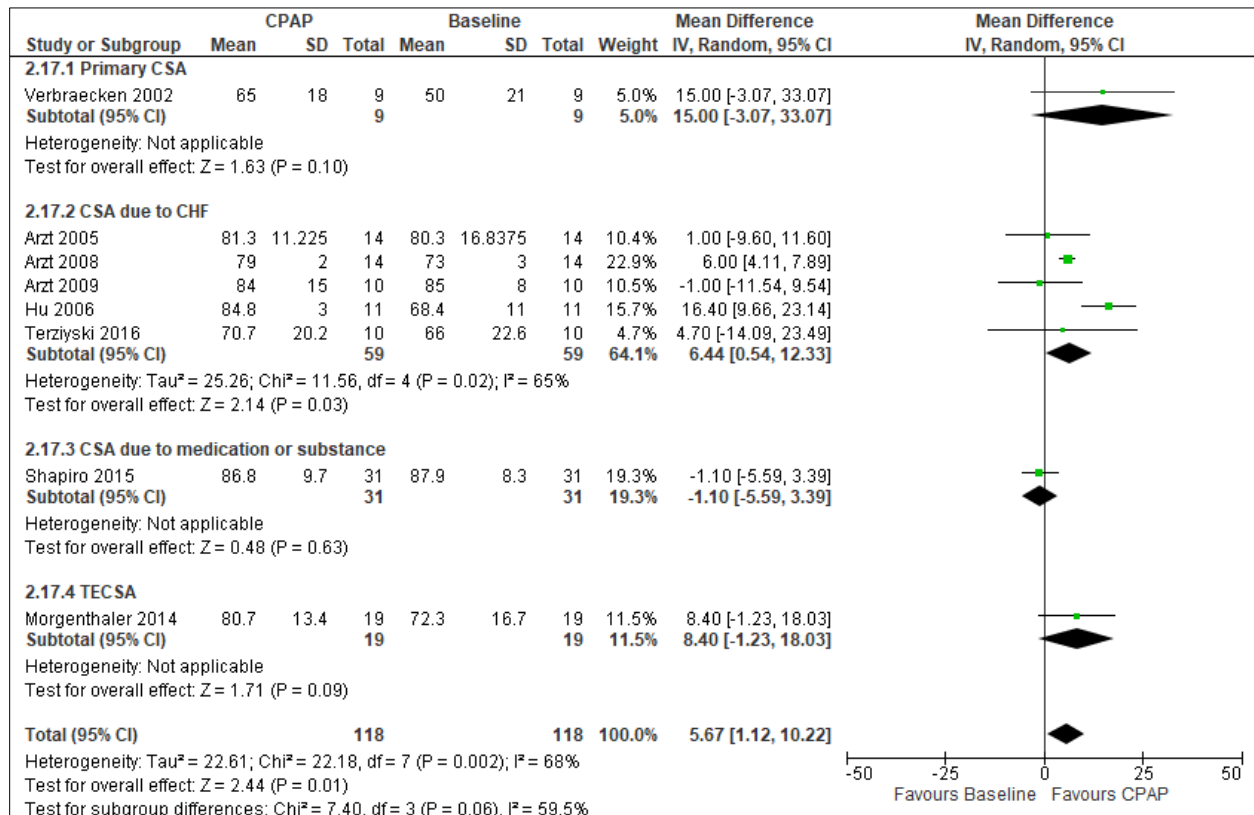 CPAP Baseline Mean Difference Mean Difference
Study or Subgroup Mean SD Total Mean SD Total Weight IV, Random, 95% CI IV, Random, 95% CI
2.17.1 Primary CSA
Verbraecken 2002 65 18 9 50 21 9 5.0% 15.00 [-3.07, 33.07]
Subtotal (95% CI) 9 9 5.0% 15.00 [-3.07, 33.07]
Heterogeneity: Not applicable
Test for overall effect: Z = 1.63 (P = 0.10)
2.17.2 CSA due to CHF
Arzt 2005 81.3 11.225 14 80.3 16.8375 14 10.4% 1.00 [-9.60, 11.60]
Arzt 2008 79 2 14 73 3 14 22.9% 6.00 [4.11, 7.89]
Arzt 2009 84 15 10 85 8 10 10.5% -1.00 [-11.54, 9.54]
Hu 2006 84.8 3 11 68.4 11 11 15.7% 16.40 [9.66, 23.14]
Terziyski 2016 70.7 20.2 10 66 22.6 10 4.7% 4.70 [-14.09, 23.49]
Subtotal (95% CI) 59 59 64.1% 6.44 [0.54, 12.33]
Heterogeneity: Tau² = 25.26; Chi² = 11.56, df = 4 (P = 0.02); I² = 65%
Test for overall effect: Z = 2.14 (P = 0.03)
2.17.3 CSA due to medication or substance
Shapiro 2015 86.8 9.7 31 87.9 8.3 31 19.3% -1.10 [-5.59, 3.39]
Subtotal (95% CI) 31 31 19.3% -1.10 [-5.59, 3.39]
Heterogeneity: Not applicable
Test for overall effect: Z = 0.48 (P = 0.63)
2.17.4 TECSA
Morgenthaler 2014 80.7 13.4 19 72.3 16.7 19 11.5% 8.40 [-1.23, 18.03]
Subtotal (95% CI) 19 19 11.5% 8.40 [-1.23, 18.03]
Heterogeneity: Not applicable
Test for overall effect: Z = 1.71 (P = 0.09)
Total (95% CI) 118 118 100.0% 5.67 [1.12, 10.22]
Heterogeneity: Tau² = 22.61; Chi² = 22.18, df = 7 (P = 0.002); I² = 68%
Test for overall effect: Z = 2.44 (P = 0.01)
Test for subgroup differences: Chi² = 7.40, df = 3 (P = 0.06), I² = 59.5%
-50 -25 0 25 50
Favours Baseline Favours CPAP